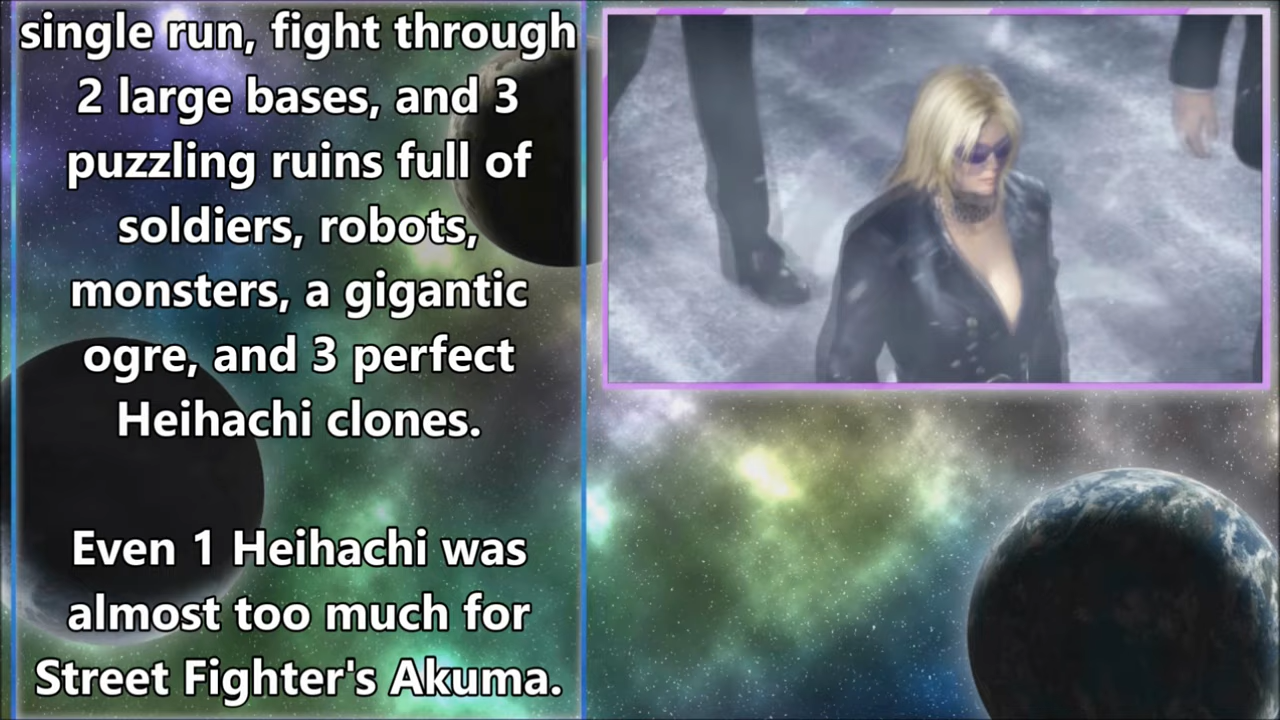 single run, fight through
2 large bases, and 3
puzzling ruins full of
soldiers, robots,
monsters, a gigantic
ogre, and 3 perfect
Heihachi clones.
Even 1 Heihachi was
almost too much for
Street Fighter's Akuma.